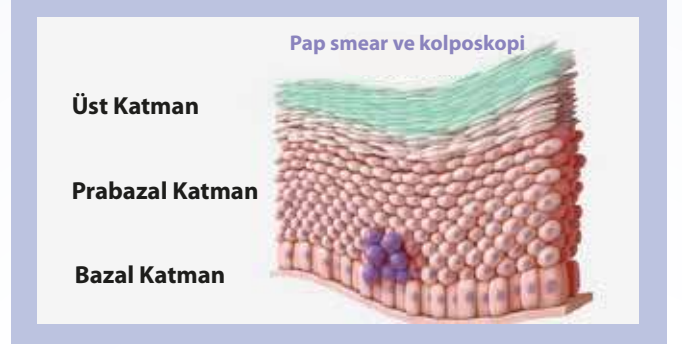 Pap smear ve kolposkopi
Üst Katman
Prabazal Katman
Bazal Katman